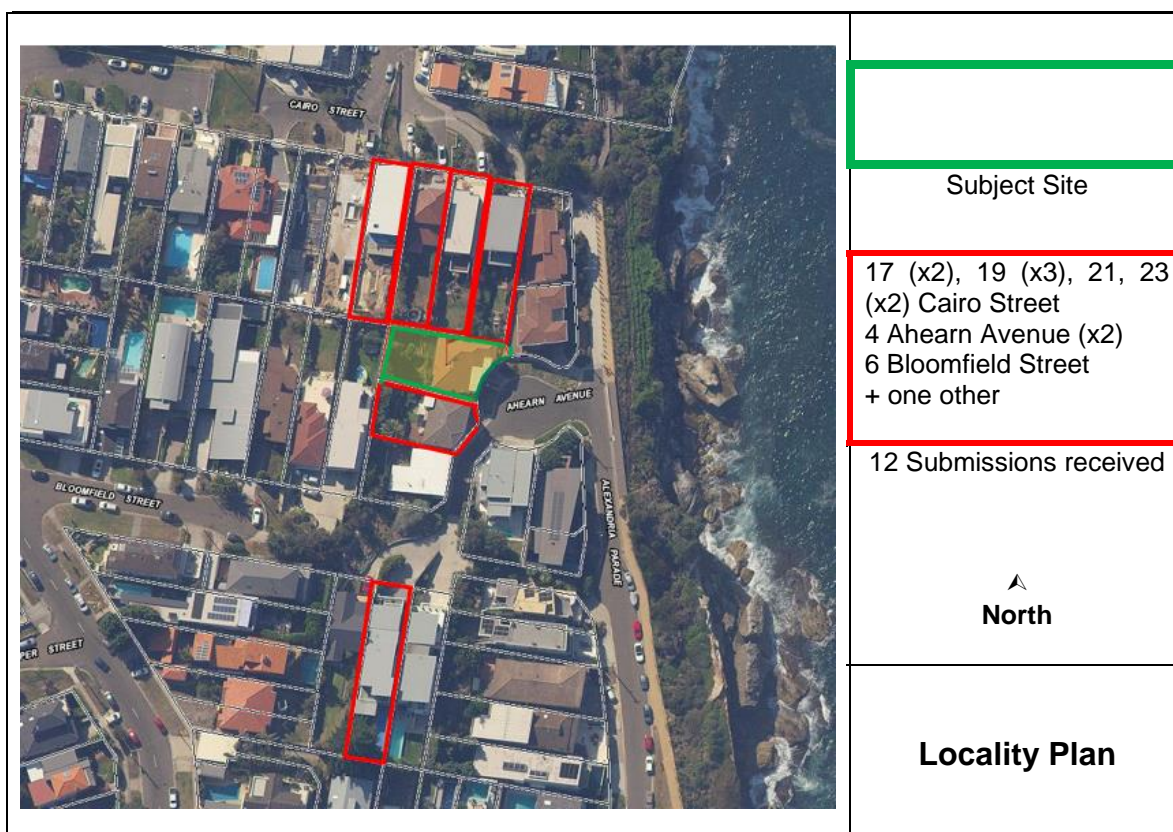 CAIRO STREET
AHEARN AVENUE
BLOOMFIELD STREET
ALEXANDRIA PARADE
PER STREET
Subject Site
17 (x2), 19 (x3), 21, 23
(x2) Cairo Street
4 Ahearn Avenue (x2)
6 Bloomfield Street
+ one other
12 Submissions received
North
Locality Plan